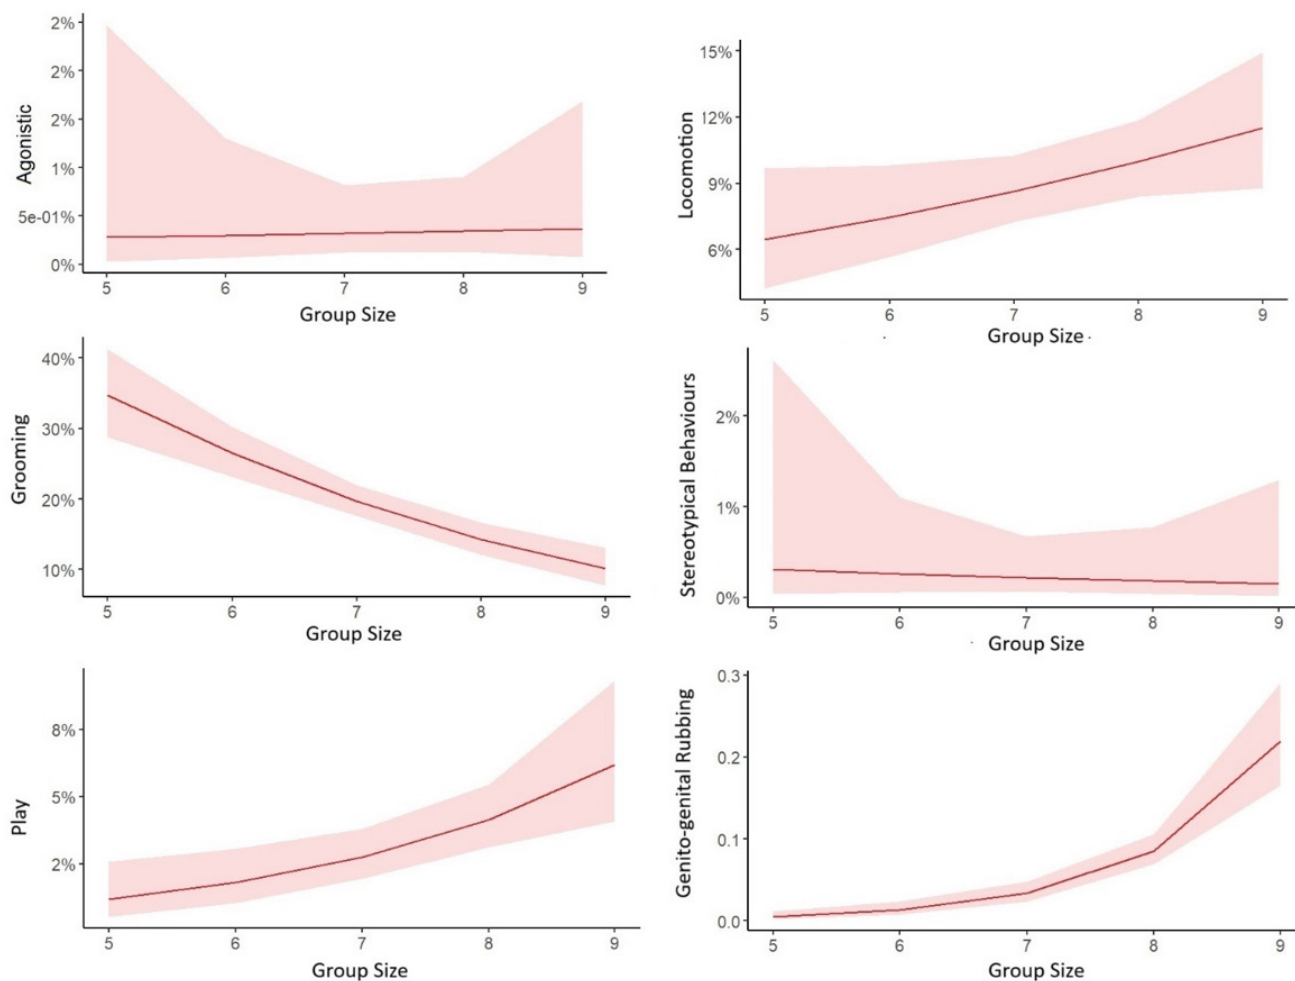 Agonistic
2%
2%
2%
1%
5e-01%
0%
5 6 7 8 9
Group Size
Locomotion
15%
12%
9%
6%
5 6 7 8 9
Group Size
Grooming
40%
30%
20%
10%
5 6 7 8 9
Group Size
Stereotypical Behaviours
2%
1%
0%
5 6 7 8 9
Group Size
Play
8%
5%
2%
5 6 7 8 9
Group Size
Genito-genital Rubbing
0.3
0.2
0.1
0.0
5 6 7 8 9
Group Size